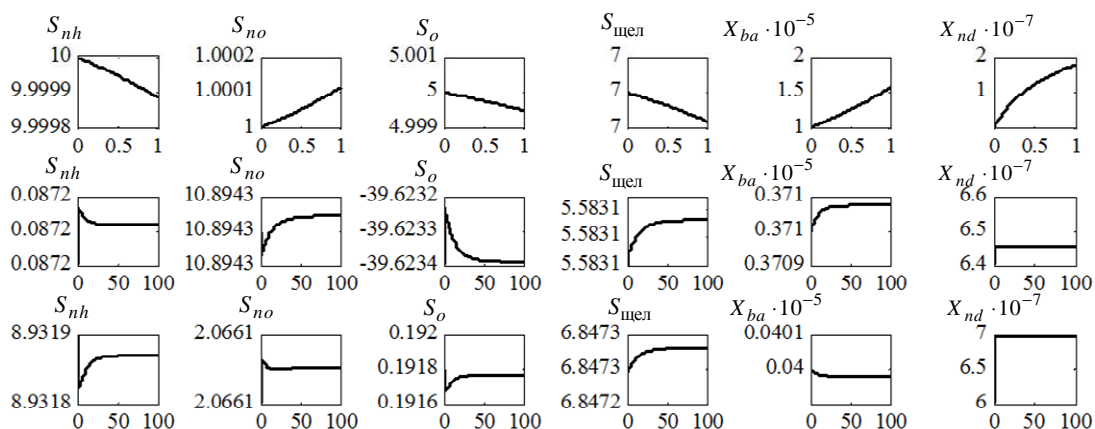 S_nh S_no S_o S_щел X_ba · 10^-5 X_nd · 10^-7
10 1.0002 5.001 7 2 2
9.9999 1.0001 5 7 1.5 1
9.9998 1 4.999 7 1 0
0 0.5 1 0 0.5 1 0 0.5 1 0 0.5 1 0 0.5 1 0 0.5 1
S_nh S_no S_o S_щел X_ba · 10^-5 X_nd · 10^-7
0.0872 10.8943 -39.6232 5.5831 0.371 6.6
0.0872 10.8943 -39.6233 5.5831 0.371 6.5
0.0872 10.8943 -39.6234 5.5831 0.3709 6.4
0 50 100 0 50 100 0 50 100 0 50 100 0 50 100 0 50 100
S_nh S_no S_o S_щел X_ba · 10^-5 X_nd · 10^-7
8.9319 2.0661 0.192 6.8473 0.0401 7
0.1918 6.8473 0.04 6.5
8.9318 2.0661 0.1916 6.8472 6
0 50 100 0 50 100 0 50 100 0 50 100 0 50 100 0 50 100